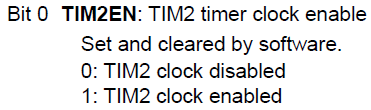 Bit 0 TIM2EN: TIM2 timer clock enable
Set and cleared by software.
0: TIM2 clock disabled
1: TIM2 clock enabled